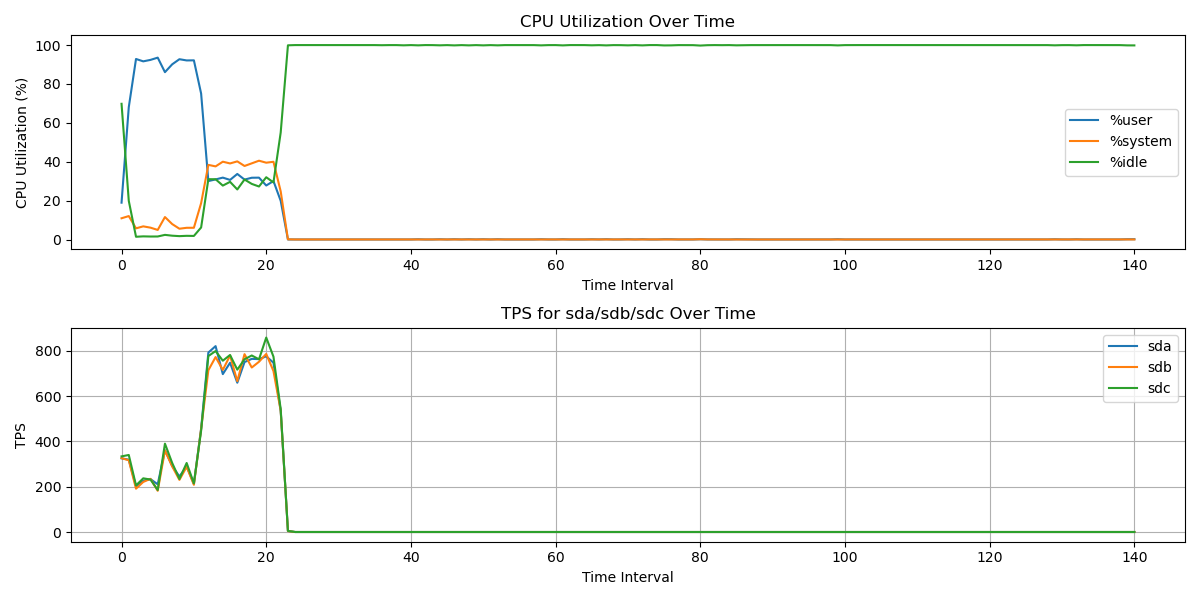 CPU Utilization Over Time
100
80
60
40
20
0
CPU Utilization (%)
%user
%system
%idle
0 20 40 60 80 100 120 140
Time Interval
TPS for sda/sdb/sdc Over Time
800
600
400
200
0
TPS
sda
sdb
sdc
0 20 40 60 80 100 120 140
Time Interval